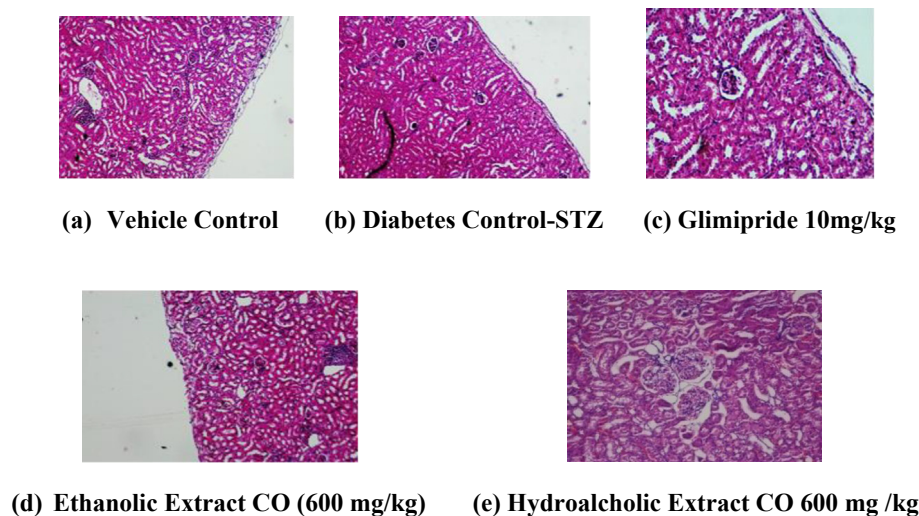 (a) Vehicle Control (b) Diabetes Control-STZ (c) Glimipride 10mg/kg
(d) Ethanolic Extract CO (600 mg/kg) (e) Hydroalcholic Extract CO 600 mg /kg